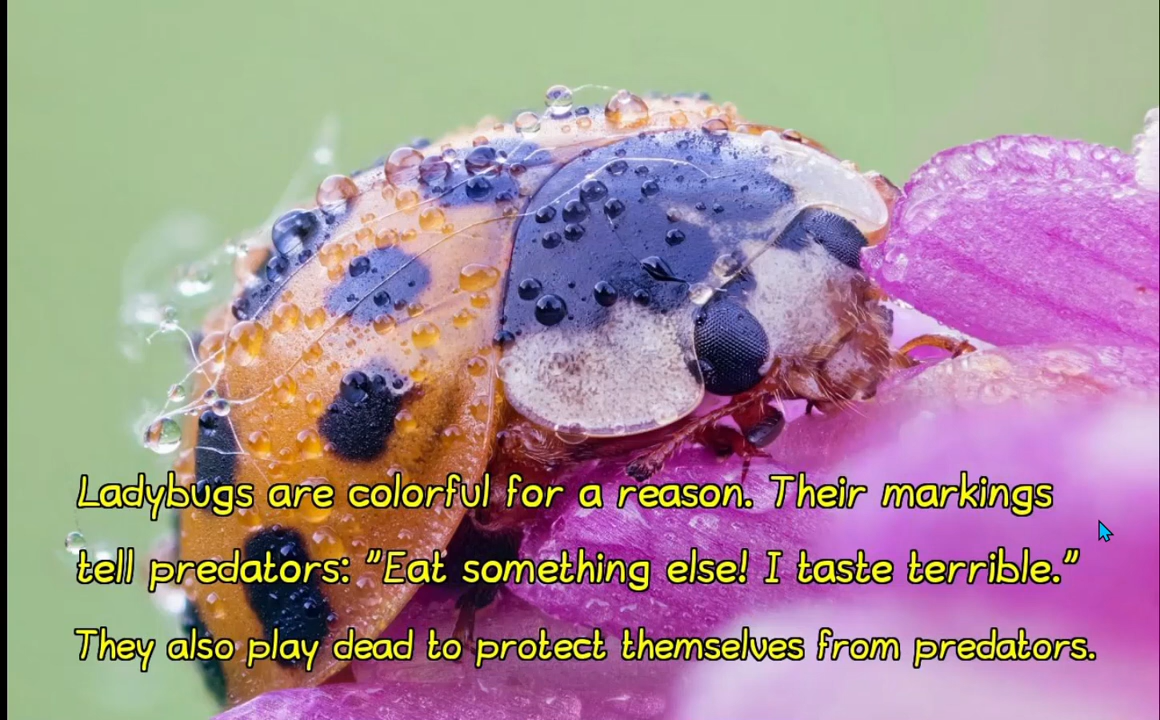 Ladybugs are colorful for a reason. Their markings
tell predators: "Eat something else! I taste terrible."
They also play dead to protect themselves from predators.